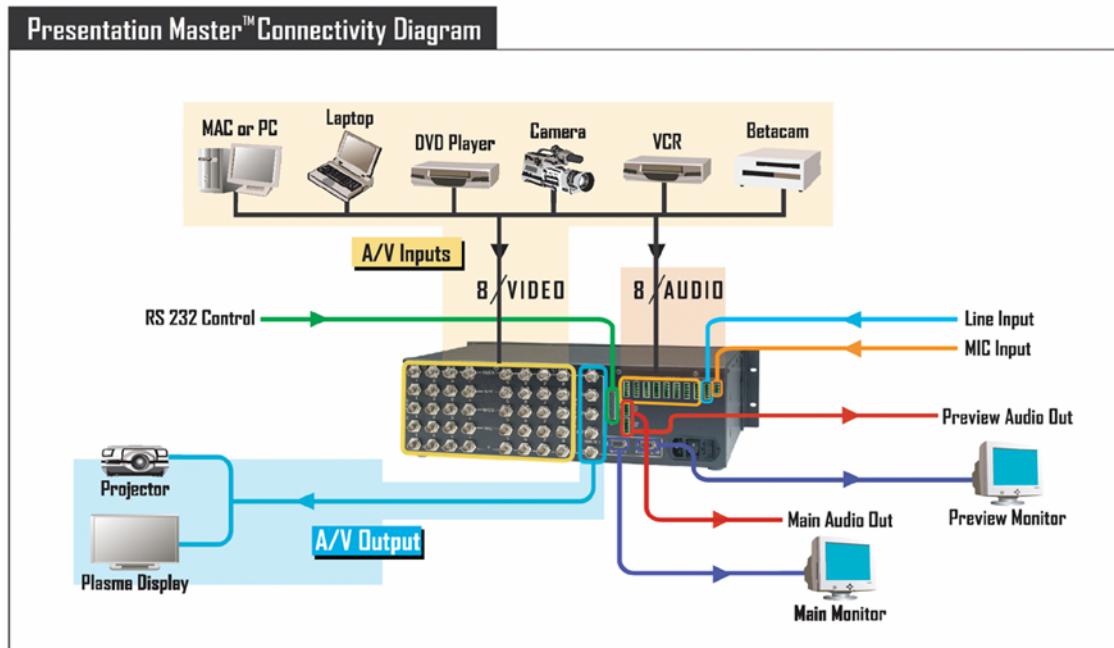 Presentation Master™ Connectivity Diagram
MAC or PC
Laptop
DVD Player
Camera
VCR
Betacam
A/V Inputs
8/VIDEO
8/AUDIO
RS 232 Control
Line Input
MIC Input
Preview Audio Out
Projector
A/V Output
Main Audio Out
Preview Monitor
Plasma Display
Main Monitor